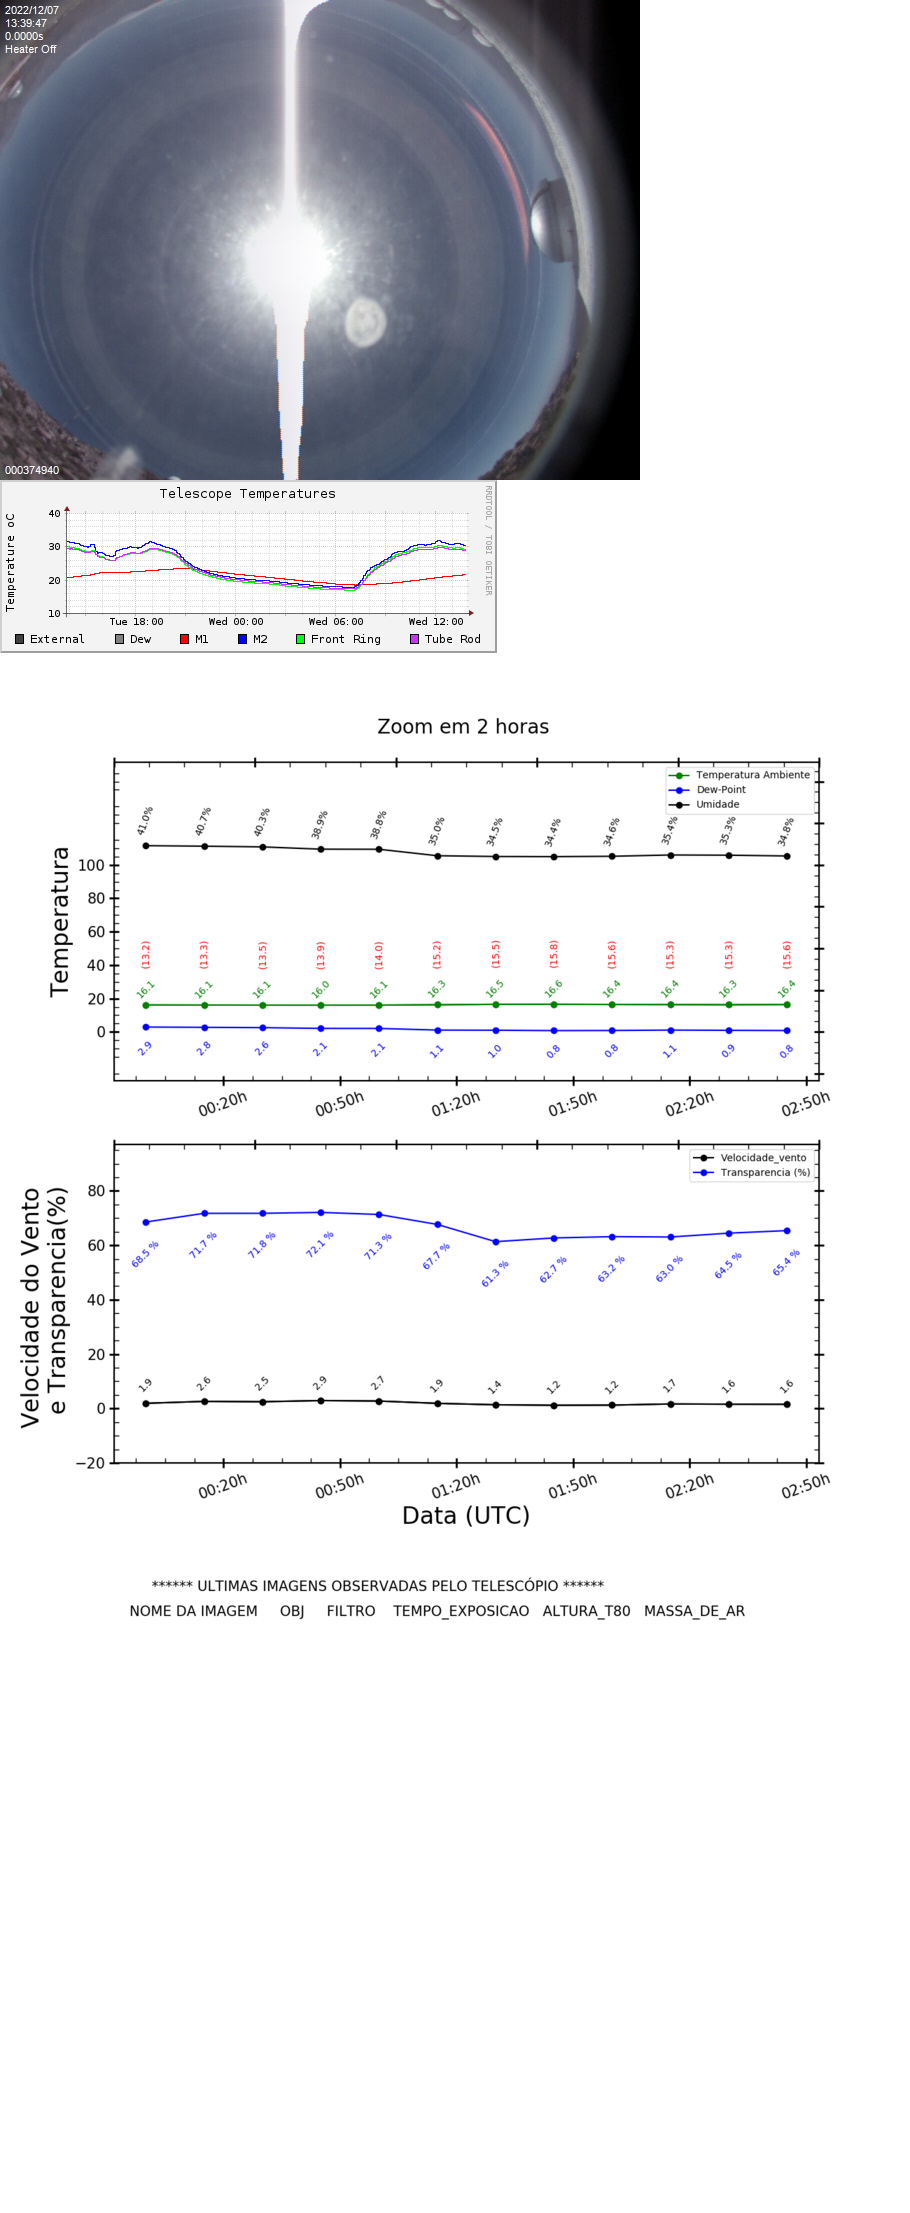 2022/12/07
13:39:47
0.0000s
Heater Off
000374940
Telescope Temperatures
RRDTOOL / TOBI OETIKER
Temperature oC
40
30
20
10
Tue 18:00 Wed 00:00 Wed 06:00 Wed 12:00
External Dew M1 M2 Front Ring Tube Rod
Zoom em 2 horas
Temperatura Ambiente
Dew-Point
Umidade
Temperatura
100
80
60
40
20
0
41.0% 40.7% 40.3% 38.9% 38.8% 35.0% 34.5% 34.4% 34.6% 35.4% 35.3% 34.8%
(13.2) (13.3) (13.5) (13.9) (14.0) (15.2) (15.5) (15.8) (15.6) (15.3) (15.3) (15.6)
16.1 16.1 16.1 16.0 16.1 16.3 16.5 16.6 16.4 16.4 16.3 16.4
2.9 2.8 2.6 2.1 2.1 1.1 1.0 0.8 0.8 1.1 0.9 0.8
00:20h 00:50h 01:20h 01:50h 02:20h 02:50h
Velocidade_vento
Transparencia (%)
Velocidade do Vento
e Transparencia(%)
80
60
40
20
0
−20
68.5 % 71.7 % 71.8 % 72.1 % 71.3 % 67.7 % 61.3 % 62.7 % 63.2 % 63.0 % 64.5 % 65.4 %
1.9 2.6 2.5 2.9 2.7 1.9 1.4 1.2 1.2 1.7 1.6 1.6
00:20h 00:50h 01:20h 01:50h 02:20h 02:50h
Data (UTC)
****** ULTIMAS IMAGENS OBSERVADAS PELO TELESCÓPIO ******
NOME DA IMAGEM OBJ FILTRO TEMPO_EXPOSICAO ALTURA_T80 MASSA_DE_AR